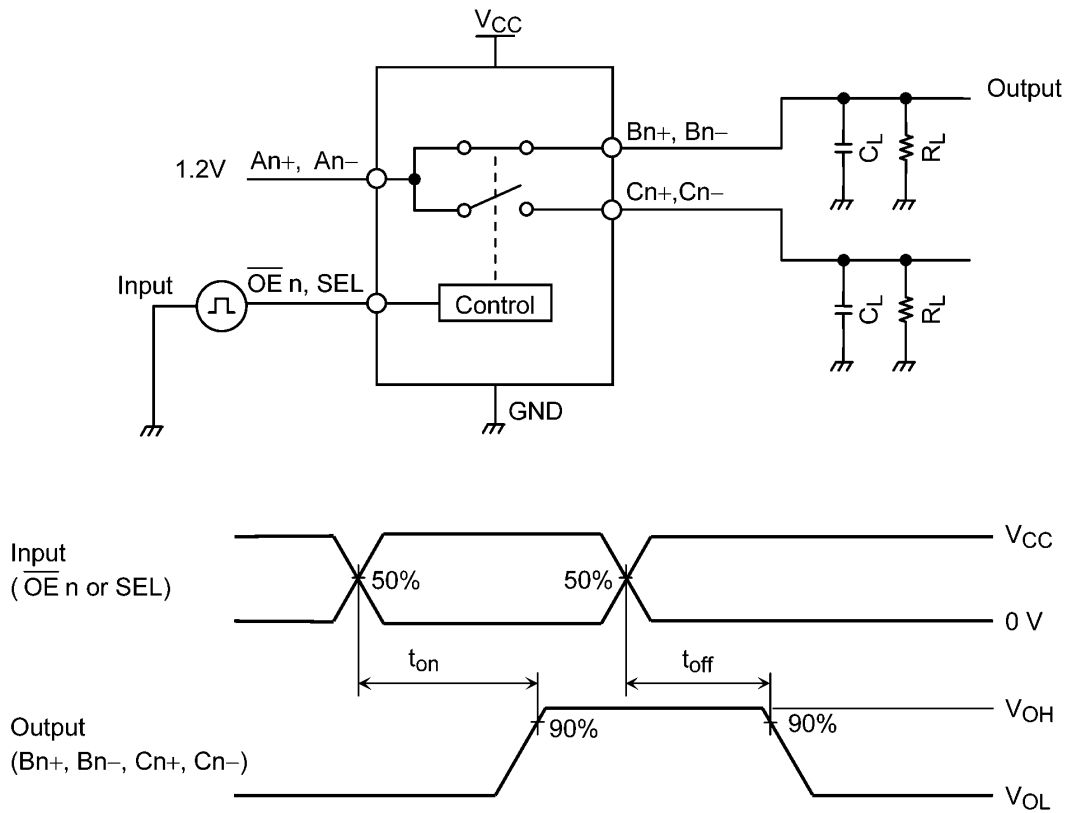 VCC
Output
Bn+, Bn−
1.2V
An+, An−
CL
RL
Cn+,Cn−
Input
OE n, SEL
Control
CL
RL
GND
Input
(OE n or SEL)
50%
50%
VCC
0 V
ton
toff
Output
(Bn+, Bn−, Cn+, Cn−)
90%
90%
VOH
VOL